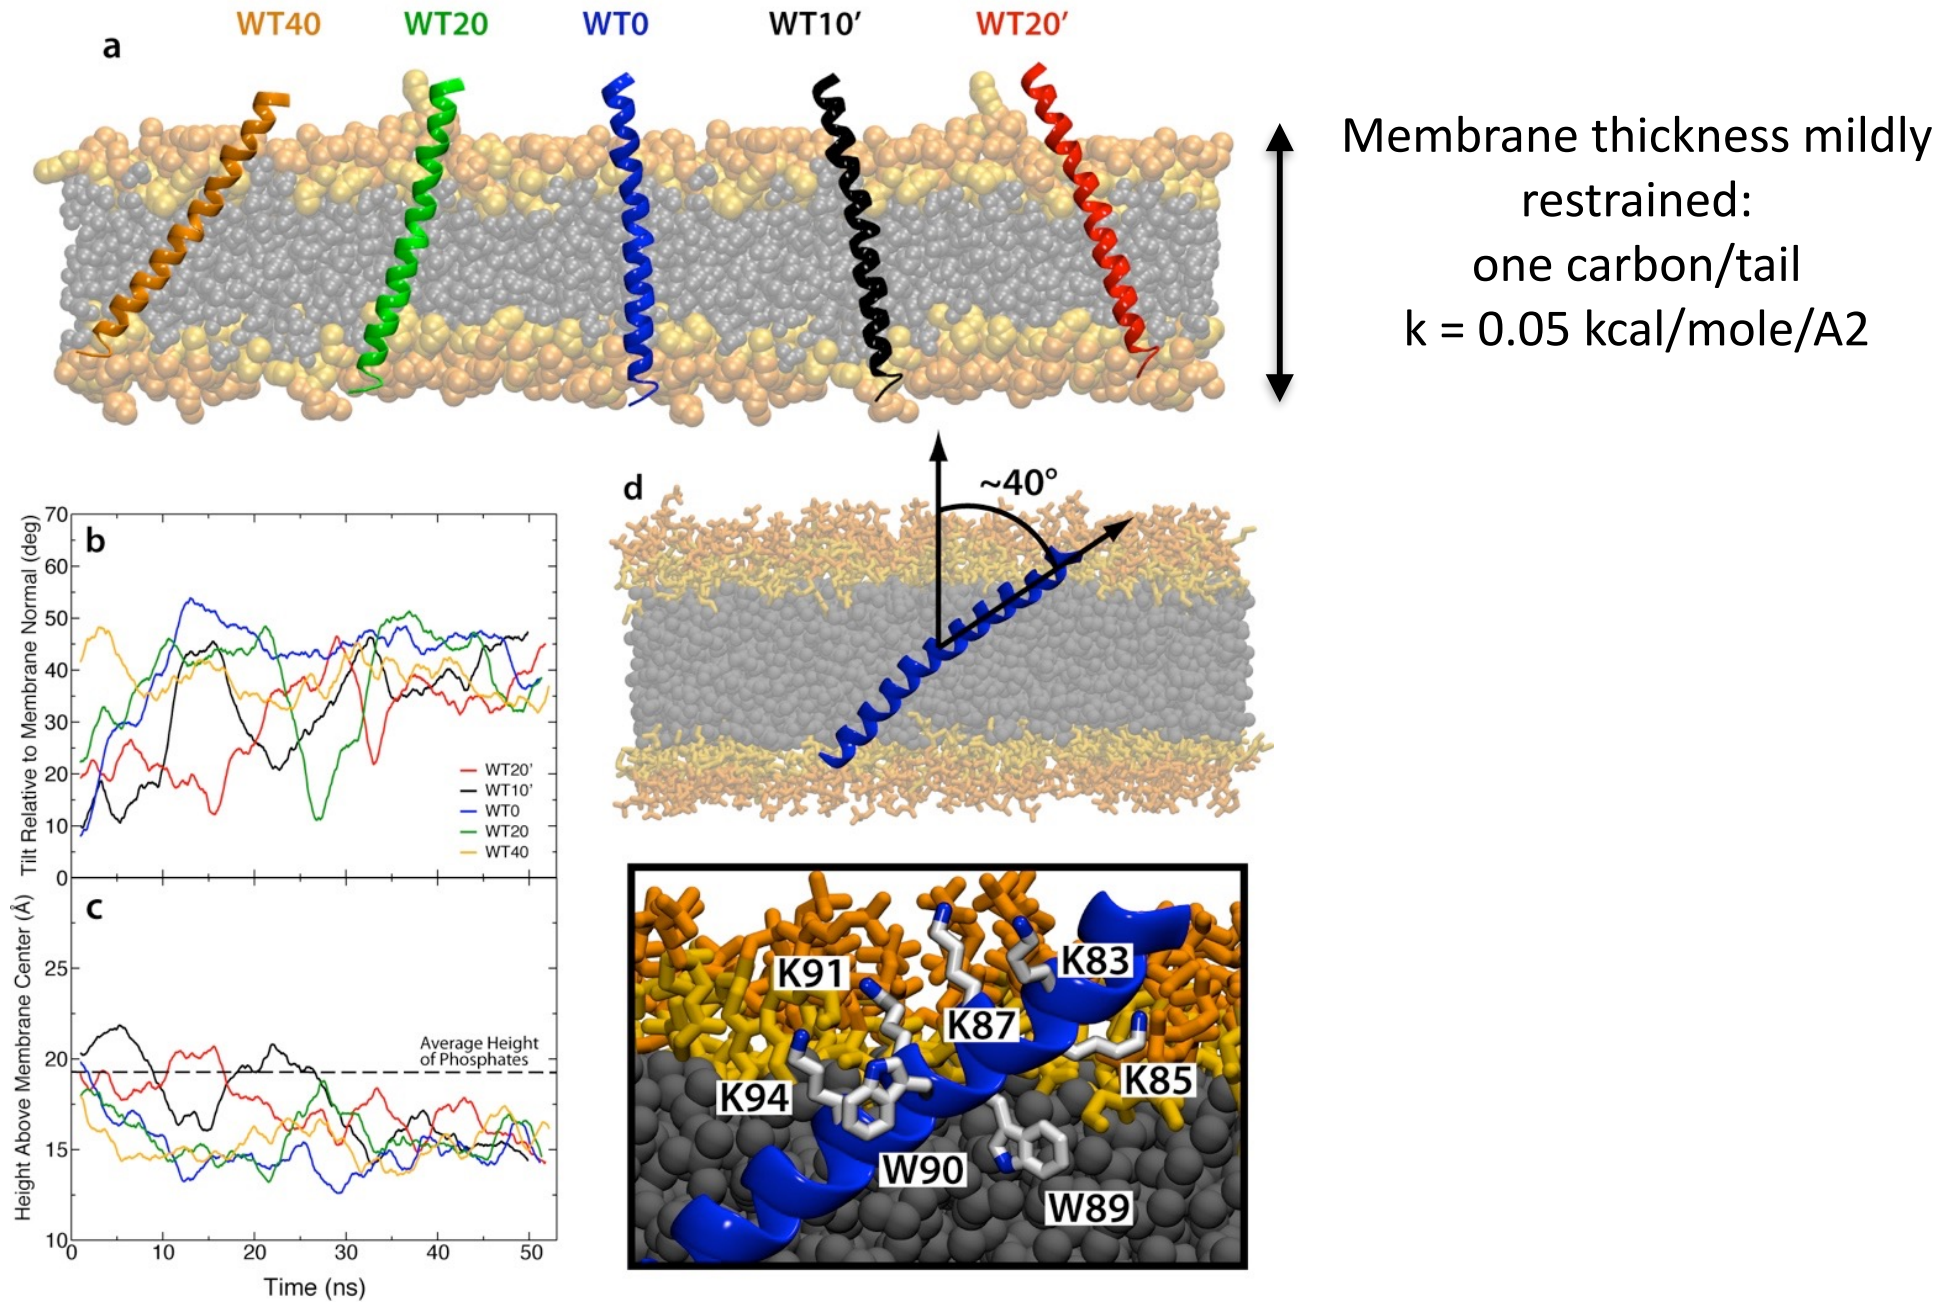 WT40 WT20 WT0 WT10’ WT20’
a
Membrane thickness mildly
restrained:
one carbon/tail
k = 0.05 kcal/mole/A2
b
Tilt Relative to Membrane Normal (deg)
70
60
50
40
30
20
10
0
WT20'
WT10'
WT0
WT20
WT40
c
Height Above Membrane Center (Å)
25
20
15
10
Average Height
of Phosphates
0 10 20 30 40 50
Time (ns)
d
~40°
K91
K83
K87
K94
K85
W90
W89